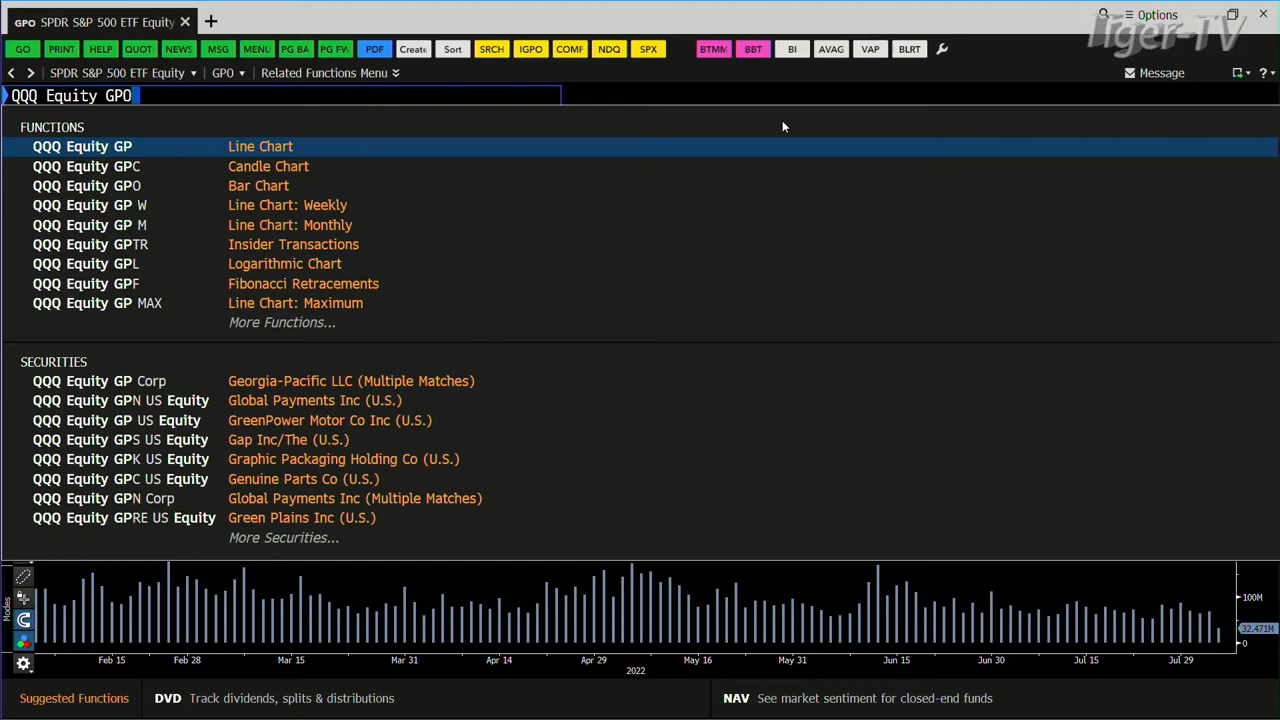 GPO SPDR S&P 500 ETF Equity
Options
Tiger-TV
GO PRINT HELP QUOT NEWS MSG MENU PG BA PG FW PDF Create Sort SRCH IGPO COMF NDQ SPX BTMM BBT BI AVAG VAP BLRT
SPDR S&P 500 ETF Equity GPO Related Functions Menu Message ?
QQQ Equity GPO
FUNCTIONS
QQQ Equity GP Line Chart
QQQ Equity GPC Candle Chart
QQQ Equity GPO Bar Chart
QQQ Equity GP W Line Chart: Weekly
QQQ Equity GP M Line Chart: Monthly
QQQ Equity GPTR Insider Transactions
QQQ Equity GPL Logarithmic Chart
QQQ Equity GPF Fibonacci Retracements
QQQ Equity GP MAX Line Chart: Maximum
More Functions...
SECURITIES
QQQ Equity GP Corp Georgia-Pacific LLC (Multiple Matches)
QQQ Equity GPN US Equity Global Payments Inc (U.S.)
QQQ Equity GP US Equity GreenPower Motor Co Inc (U.S.)
QQQ Equity GPS US Equity Gap Inc/The (U.S.)
QQQ Equity GPK US Equity Graphic Packaging Holding Co (U.S.)
QQQ Equity GPC US Equity Genuine Parts Co (U.S.)
QQQ Equity GPN Corp Global Payments Inc (Multiple Matches)
QQQ Equity GPRE US Equity Green Plains Inc (U.S.)
More Securities...
Modes
100M
32.471M
0
Feb 15 Feb 28 Mar 15 Mar 31 Apr 14 Apr 29 May 16 May 31 Jun 15 Jun 30 Jul 15 Jul 29
2022
Suggested Functions DVD Track dividends, splits & distributions NAV See market sentiment for closed-end funds